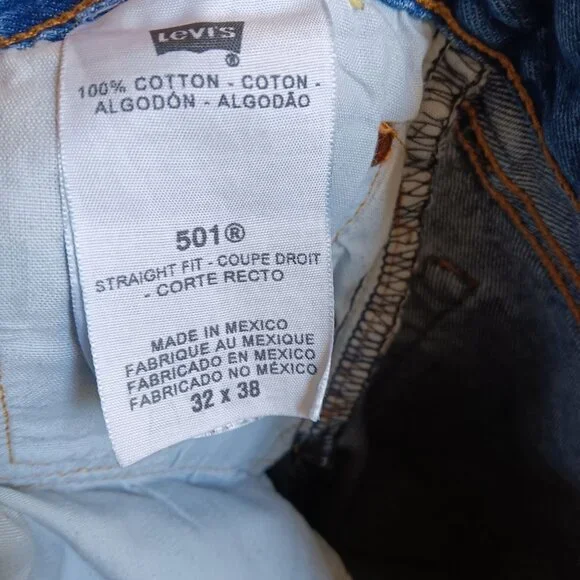 Levi's
®
100% COTTON - COTON -
ALGODÓN - ALGODÃO
501®
STRAIGHT FIT - COUPE DROIT
- CORTE RECTO
MADE IN MEXICO
FABRIQUE AU MEXIQUE
FABRICADO EN MEXICO
FABRICADO NO MÉXICO
32 x 38